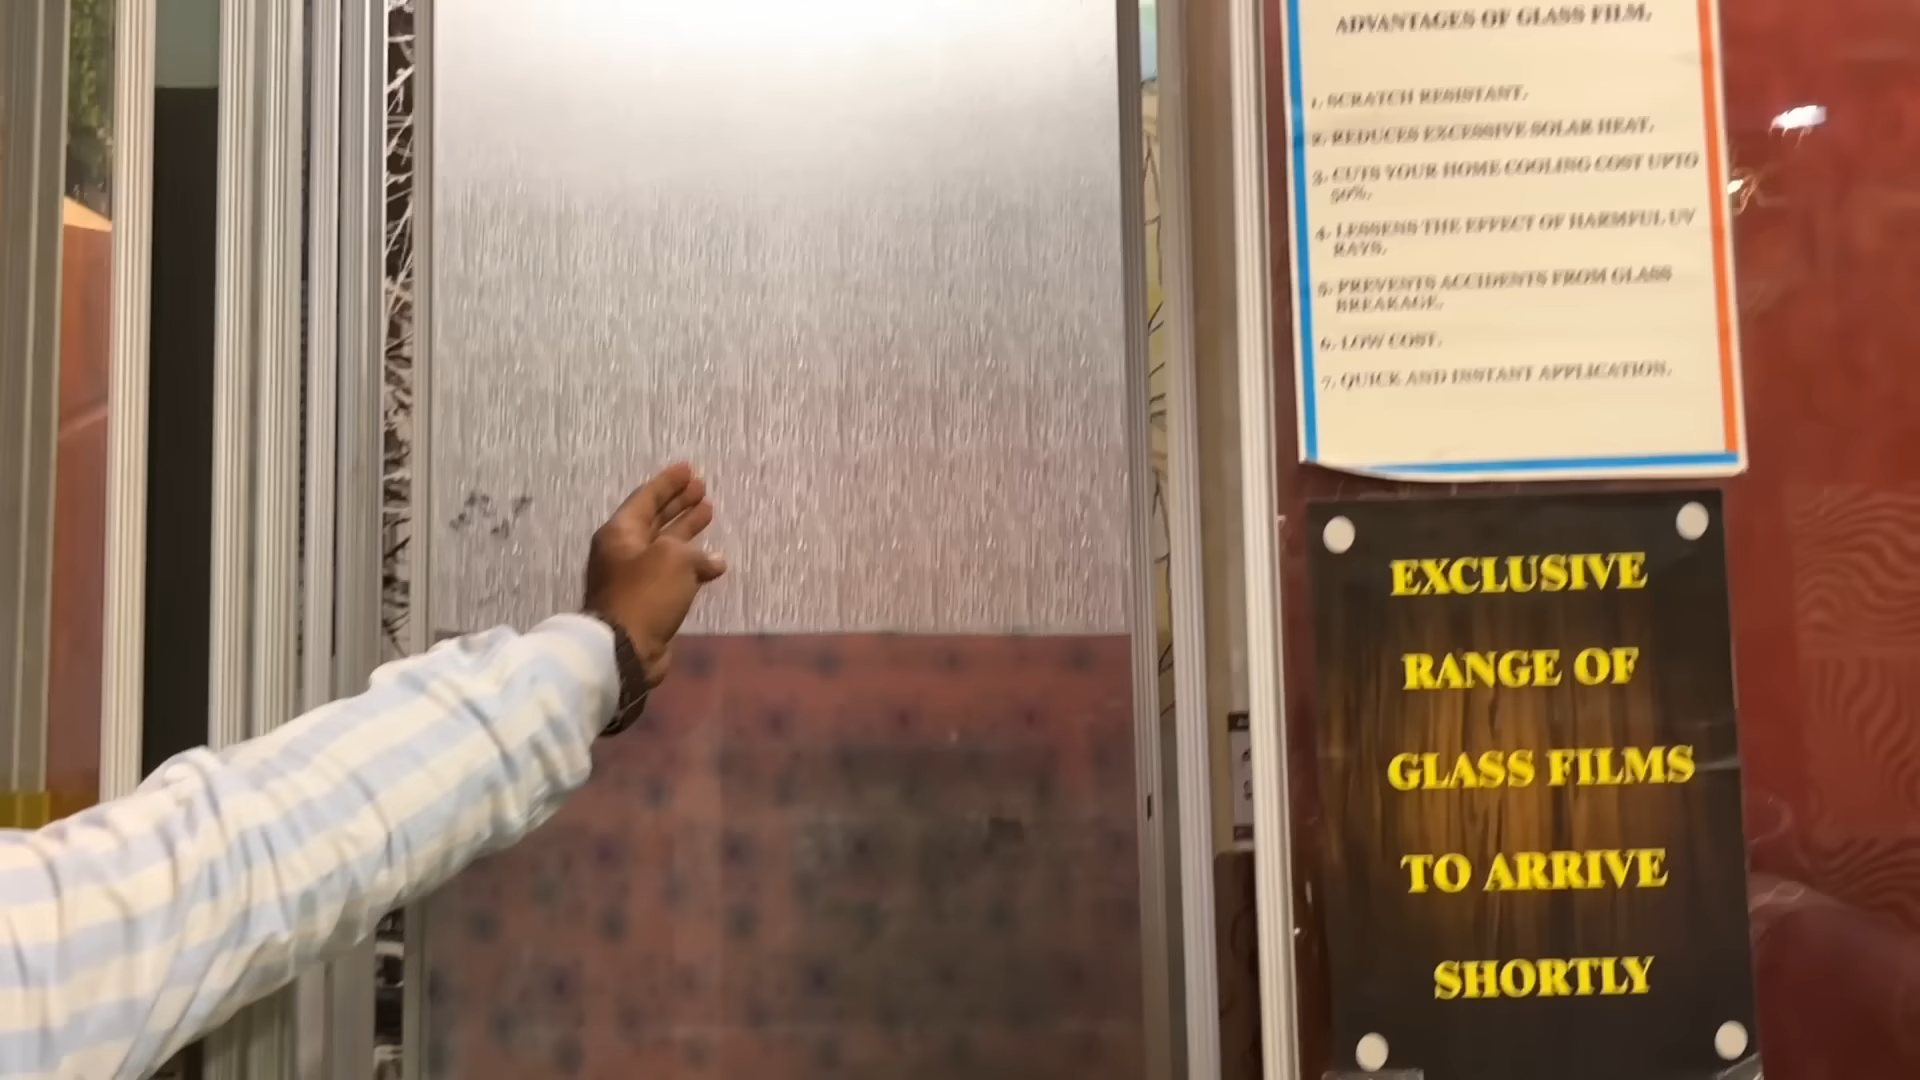 ADVANTAGES OF GLASS FILM.
1. SCRATCH RESISTANT.
2. REDUCES EXCESSIVE SOLAR HEAT.
3. CUTS YOUR HOME COOLING COST UPTO
50%.
4. LESSENS THE EFFECT OF HARMFUL UV
RAYS.
5. PREVENTS ACCIDENTS FROM GLASS
BREAKAGE.
6. LOW COST.
7. QUICK AND INSTANT APPLICATION.
EXCLUSIVE
RANGE OF
GLASS FILMS
TO ARRIVE
SHORTLY